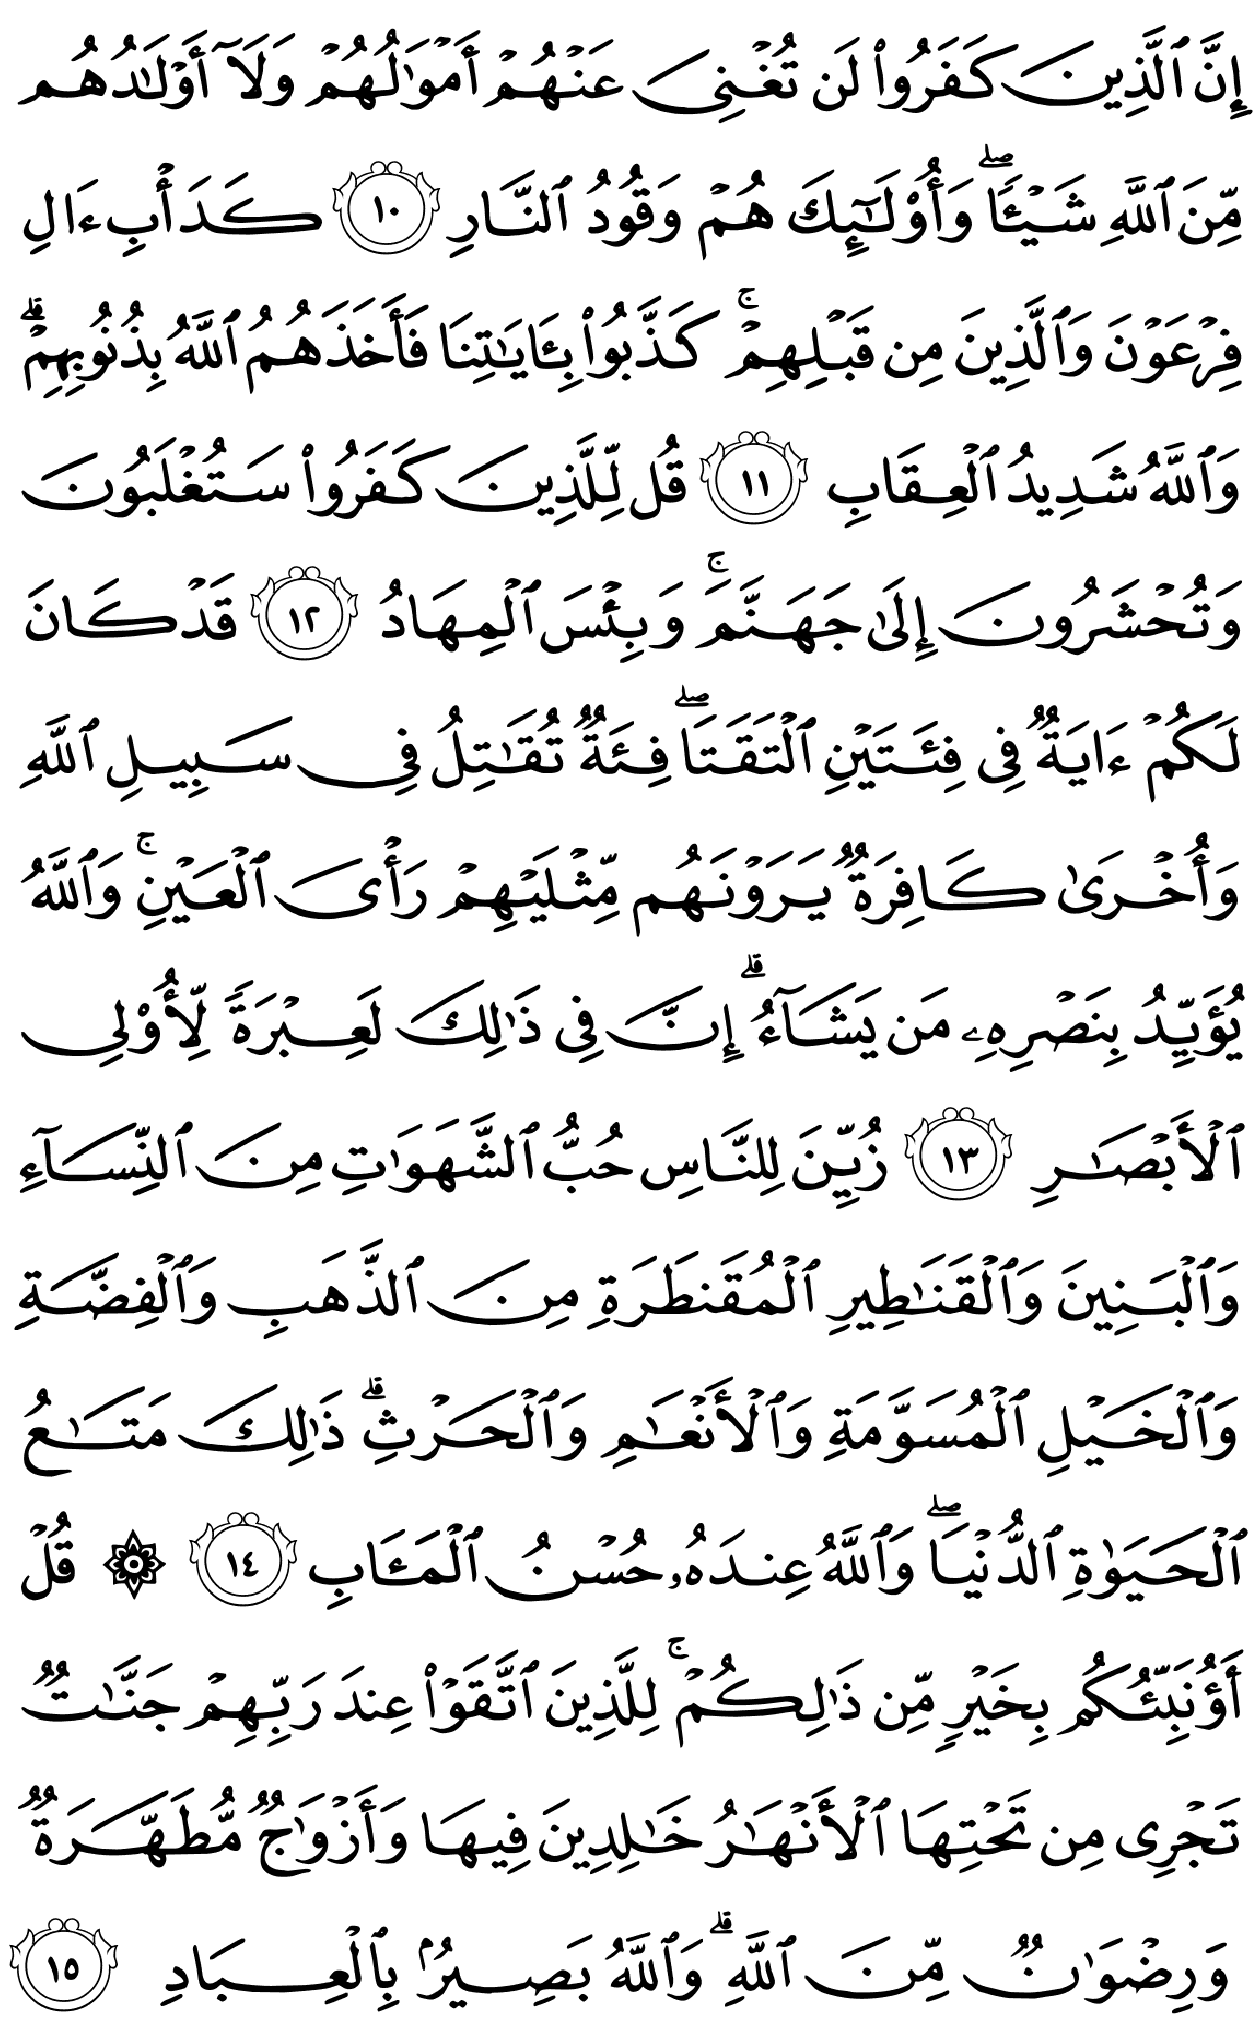 إِنَّ ٱلَّذِينَ كَفَرُوا۟ لَن تُغْنِىَ عَنْهُمْ أَمْوَٰلُهُمْ وَلَآ أَوْلَـٰدُهُم
مِّنَ ٱللَّهِ شَيْـًٔا ۖ وَأُو۟لَـٰٓئِكَ هُمْ وَقُودُ ٱلنَّارِ ١٠ كَدَأْبِ ءَالِ
فِرْعَوْنَ وَٱلَّذِينَ مِن قَبْلِهِمْ ۚ كَذَّبُوا۟ بِـَٔايَـٰتِنَا فَأَخَذَهُمُ ٱللَّهُ بِذُنُوبِهِمْ ۗ
وَٱللَّهُ شَدِيدُ ٱلْعِقَابِ ١١ قُل لِّلَّذِينَ كَفَرُوا۟ سَتُغْلَبُونَ
وَتُحْشَرُونَ إِلَىٰ جَهَنَّمَ ۚ وَبِئْسَ ٱلْمِهَادُ ١٢ قَدْ كَانَ
لَكُمْ ءَايَةٌ فِى فِئَتَيْنِ ٱلْتَقَتَا ۖ فِئَةٌ تُقَـٰتِلُ فِى سَبِيلِ ٱللَّهِ
وَأُخْرَىٰ كَافِرَةٌ يَرَوْنَهُم مِّثْلَيْهِمْ رَأْىَ ٱلْعَيْنِ ۚ وَٱللَّهُ
يُؤَيِّدُ بِنَصْرِهِۦ مَن يَشَآءُ ۗ إِنَّ فِى ذَٰلِكَ لَعِبْرَةً لِّأُو۟لِى
ٱلْأَبْصَـٰرِ ١٣ زُيِّنَ لِلنَّاسِ حُبُّ ٱلشَّهَوَٰتِ مِنَ ٱلنِّسَآءِ
وَٱلْبَنِينَ وَٱلْقَنَـٰطِيرِ ٱلْمُقَنطَرَةِ مِنَ ٱلذَّهَبِ وَٱلْفِضَّةِ
وَٱلْخَيْلِ ٱلْمُسَوَّمَةِ وَٱلْأَنْعَـٰمِ وَٱلْحَرْثِ ۗ ذَٰلِكَ مَتَـٰعُ
ٱلْحَيَوٰةِ ٱلدُّنْيَا ۖ وَٱللَّهُ عِندَهُۥ حُسْنُ ٱلْمَـَٔابِ ١٤ ۞ قُلْ
أَؤُنَبِّئُكُم بِخَيْرٍ مِّن ذَٰلِكُمْ ۚ لِلَّذِينَ ٱتَّقَوْا۟ عِندَ رَبِّهِمْ جَنَّـٰتٌ
تَجْرِى مِن تَحْتِهَا ٱلْأَنْهَـٰرُ خَـٰلِدِينَ فِيهَا وَأَزْوَٰجٌ مُّطَهَّرَةٌ
وَرِضْوَٰنٌ مِّنَ ٱللَّهِ ۗ وَٱللَّهُ بَصِيرٌۢ بِٱلْعِبَادِ ١٥